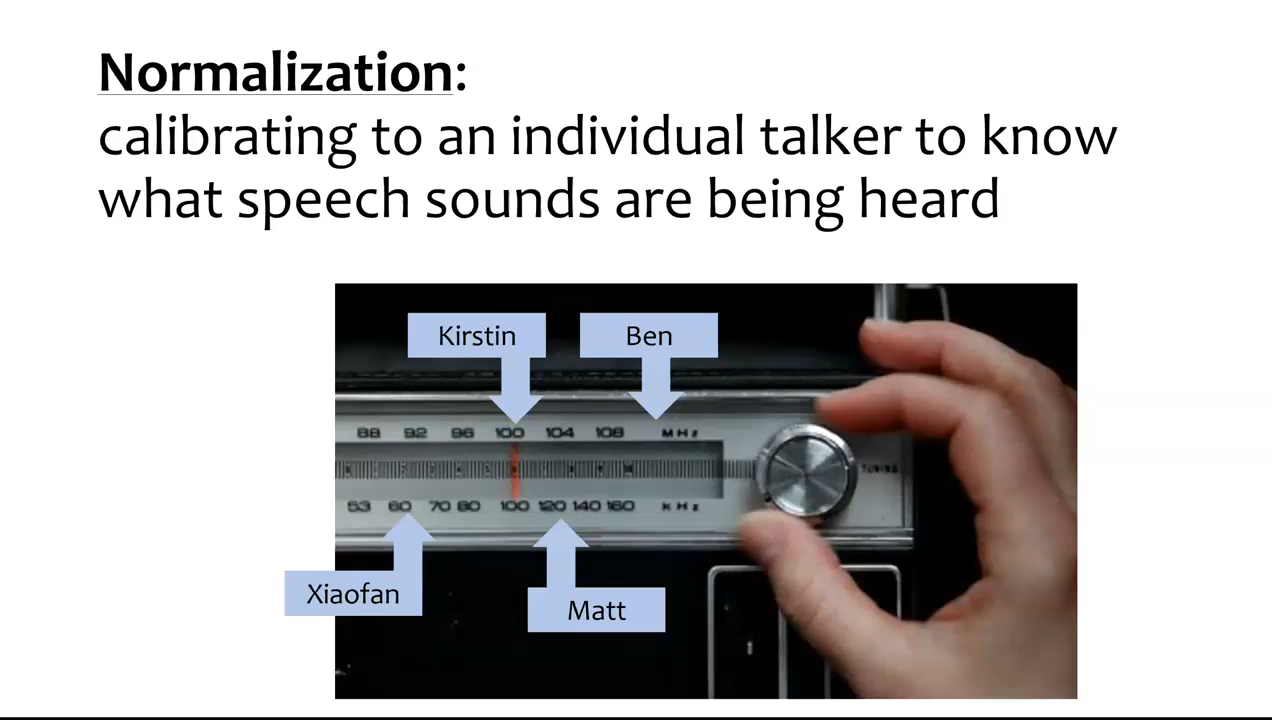 Normalization:
calibrating to an individual talker to know
what speech sounds are being heard
Kirstin
Ben
88 92 96 100 104 108 MHz
TUNING
53 60 70 80 100 120 140 160 kHz
Xiaofan
Matt